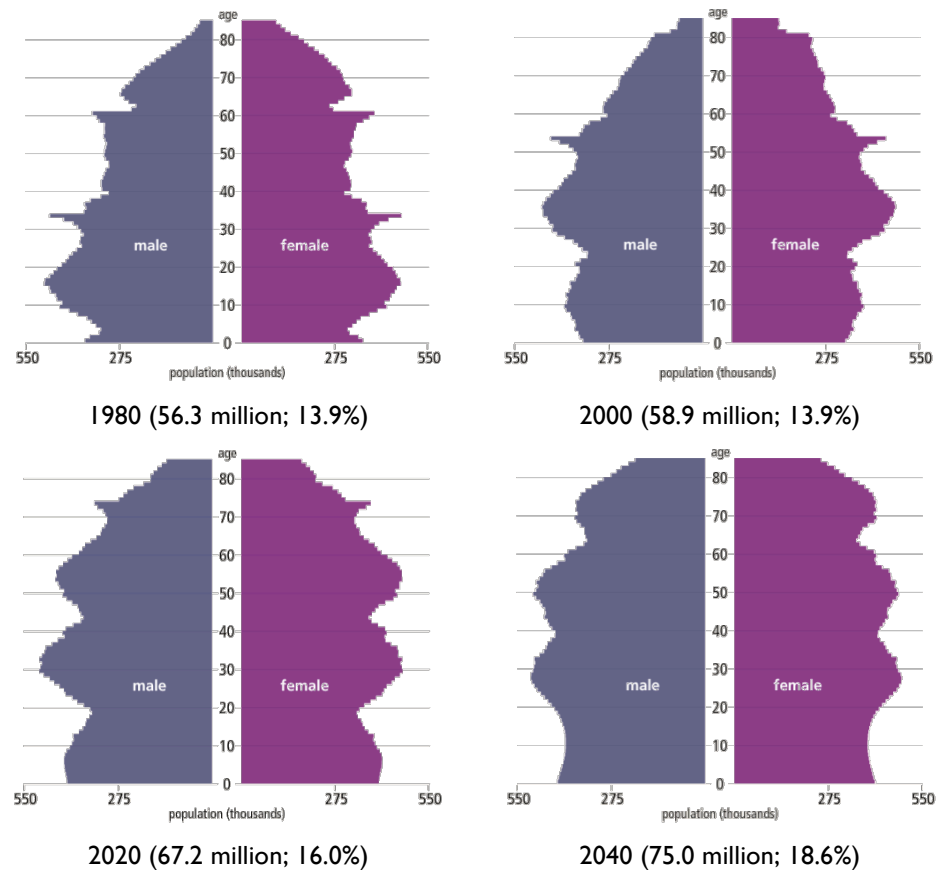 age
80
70
60
50
40
30
20
10
0
male
female
550
275
275
550
population (thousands)
1980 (56.3 million; 13.9%)
age
80
70
60
50
40
30
20
10
0
male
female
550
275
275
550
population (thousands)
2000 (58.9 million; 13.9%)
age
80
70
60
50
40
30
20
10
0
male
female
550
275
275
550
population (thousands)
2020 (67.2 million; 16.0%)
age
80
70
60
50
40
30
20
10
0
male
female
550
275
275
550
population (thousands)
2040 (75.0 million; 18.6%)